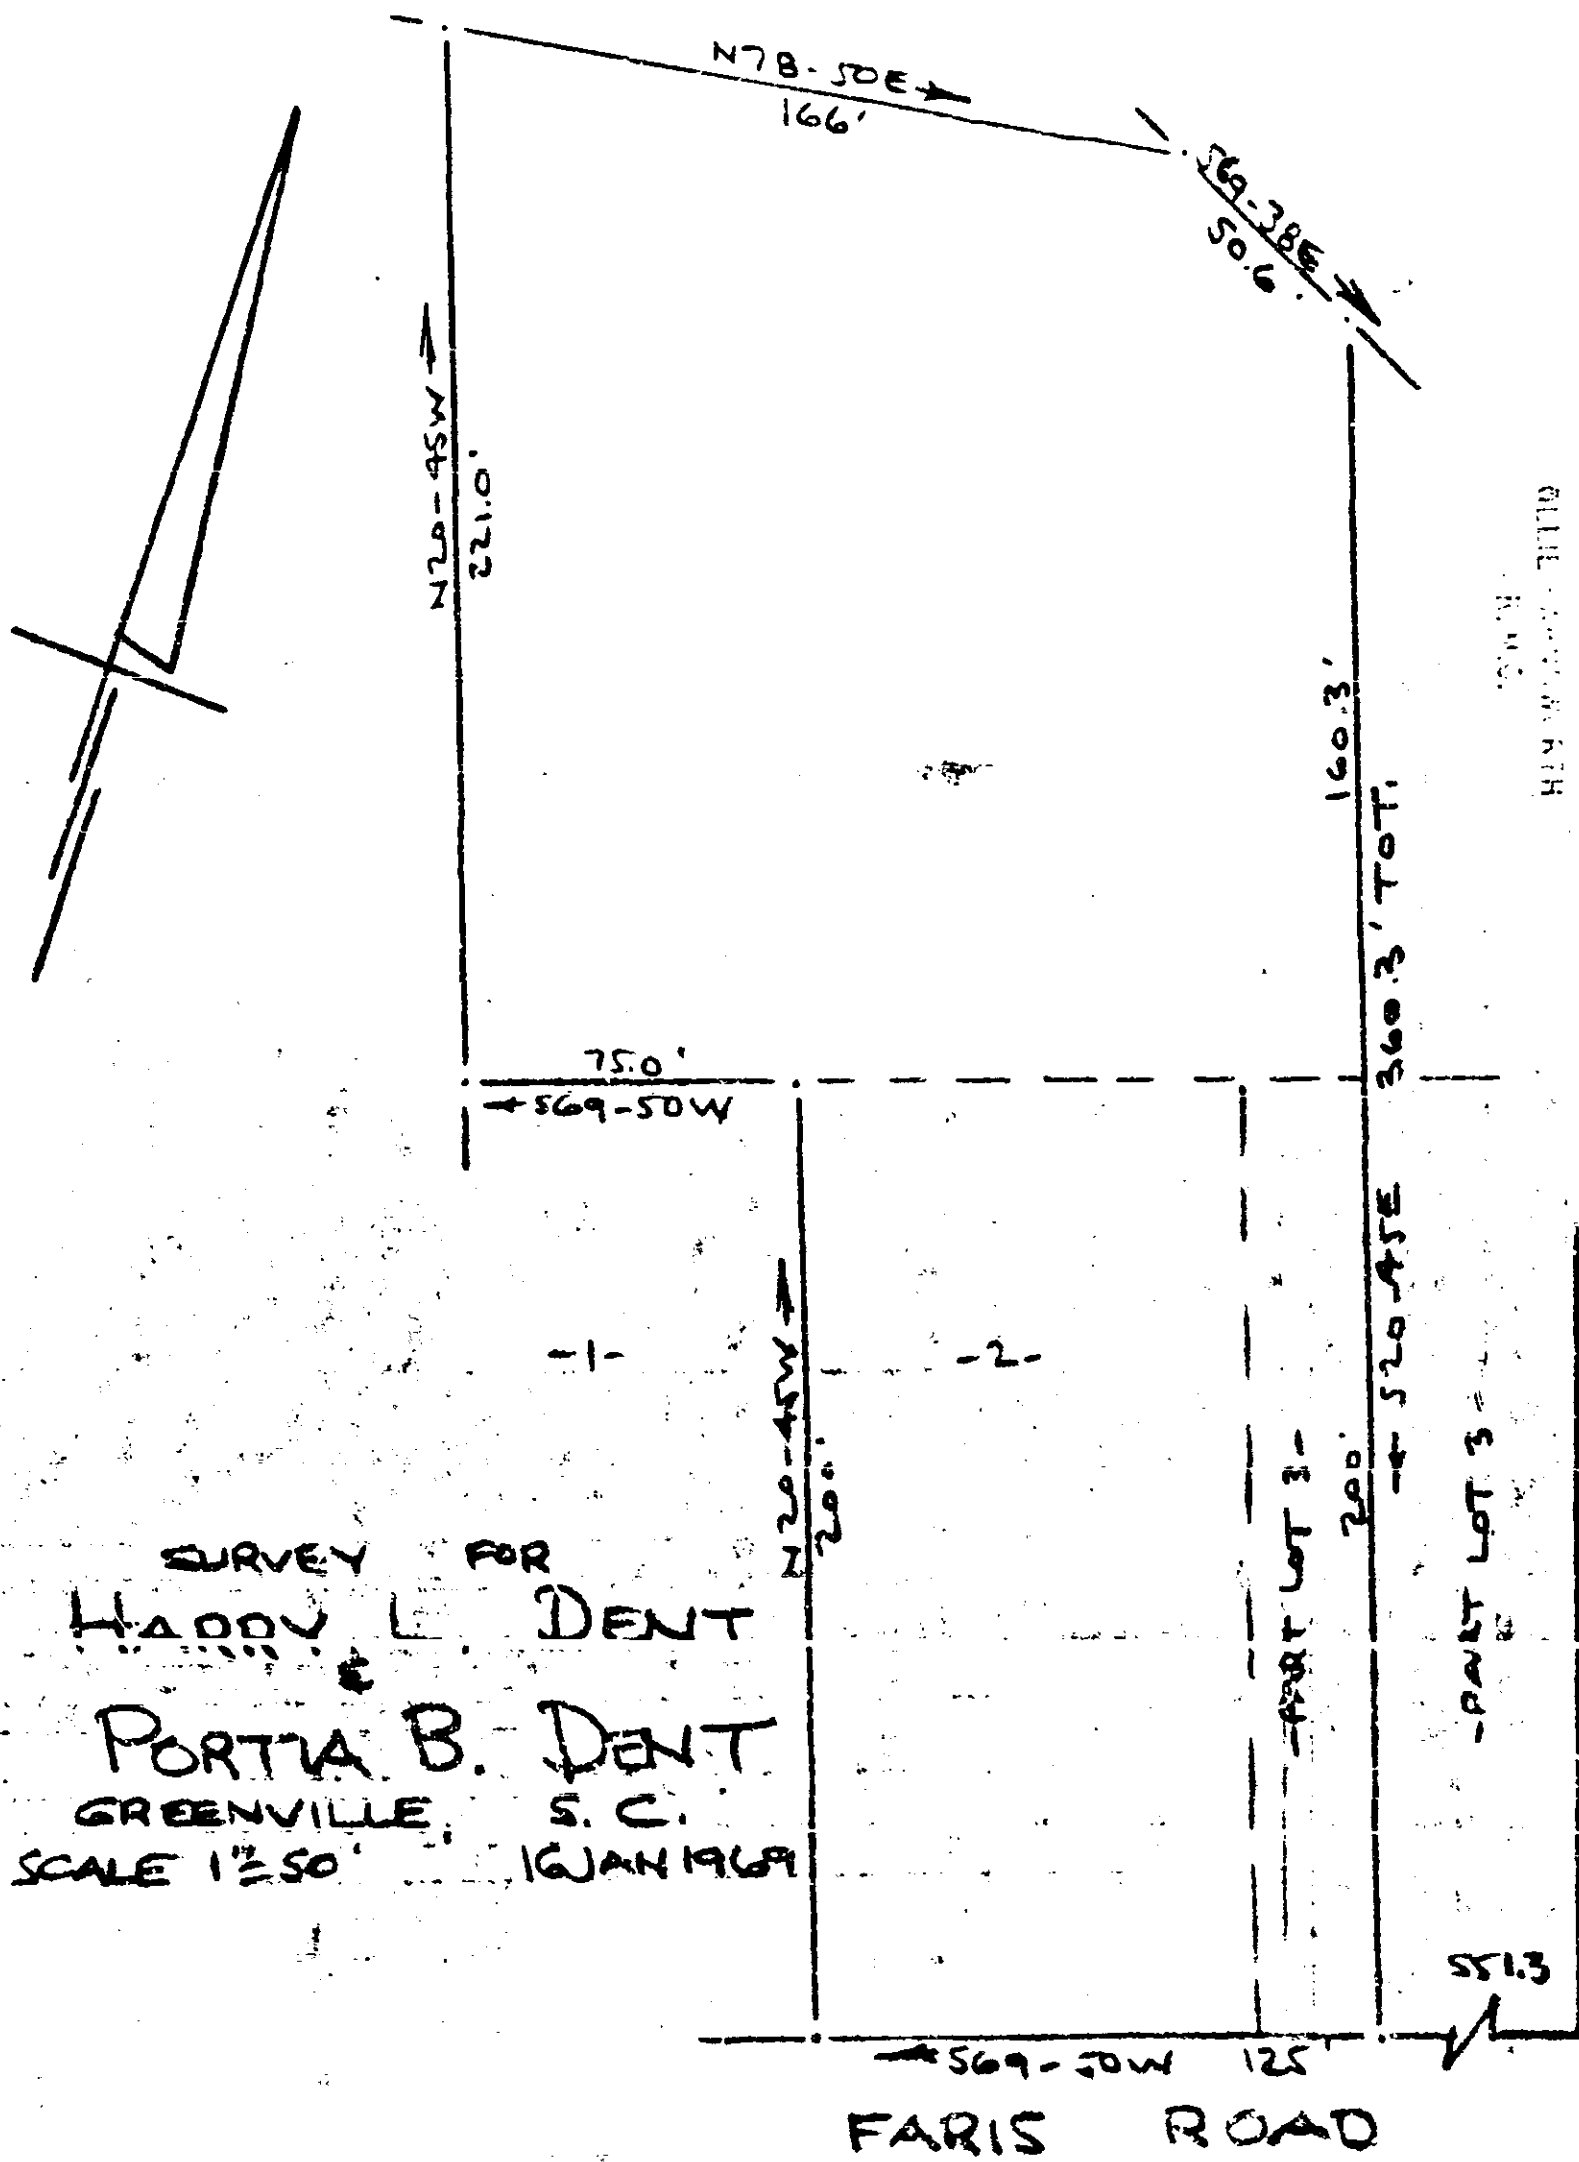 N78-50E
166'
S69-38E
50.6
N20-45W
221.0'
160.3'
360.3' TOT.
75.0'
S69-50W
S20-45E
-1-
-2-
N20-45W
200'
-PART LOT 3-
200'
-PART LOT 3-
SURVEY FOR
HARRY L. DENT
&
PORTIA B. DENT
GREENVILLE, S. C.
SCALE 1"=50' 16 JAN 1969
551.3
S69-50W 125'
FARIS ROAD
R.M.C.